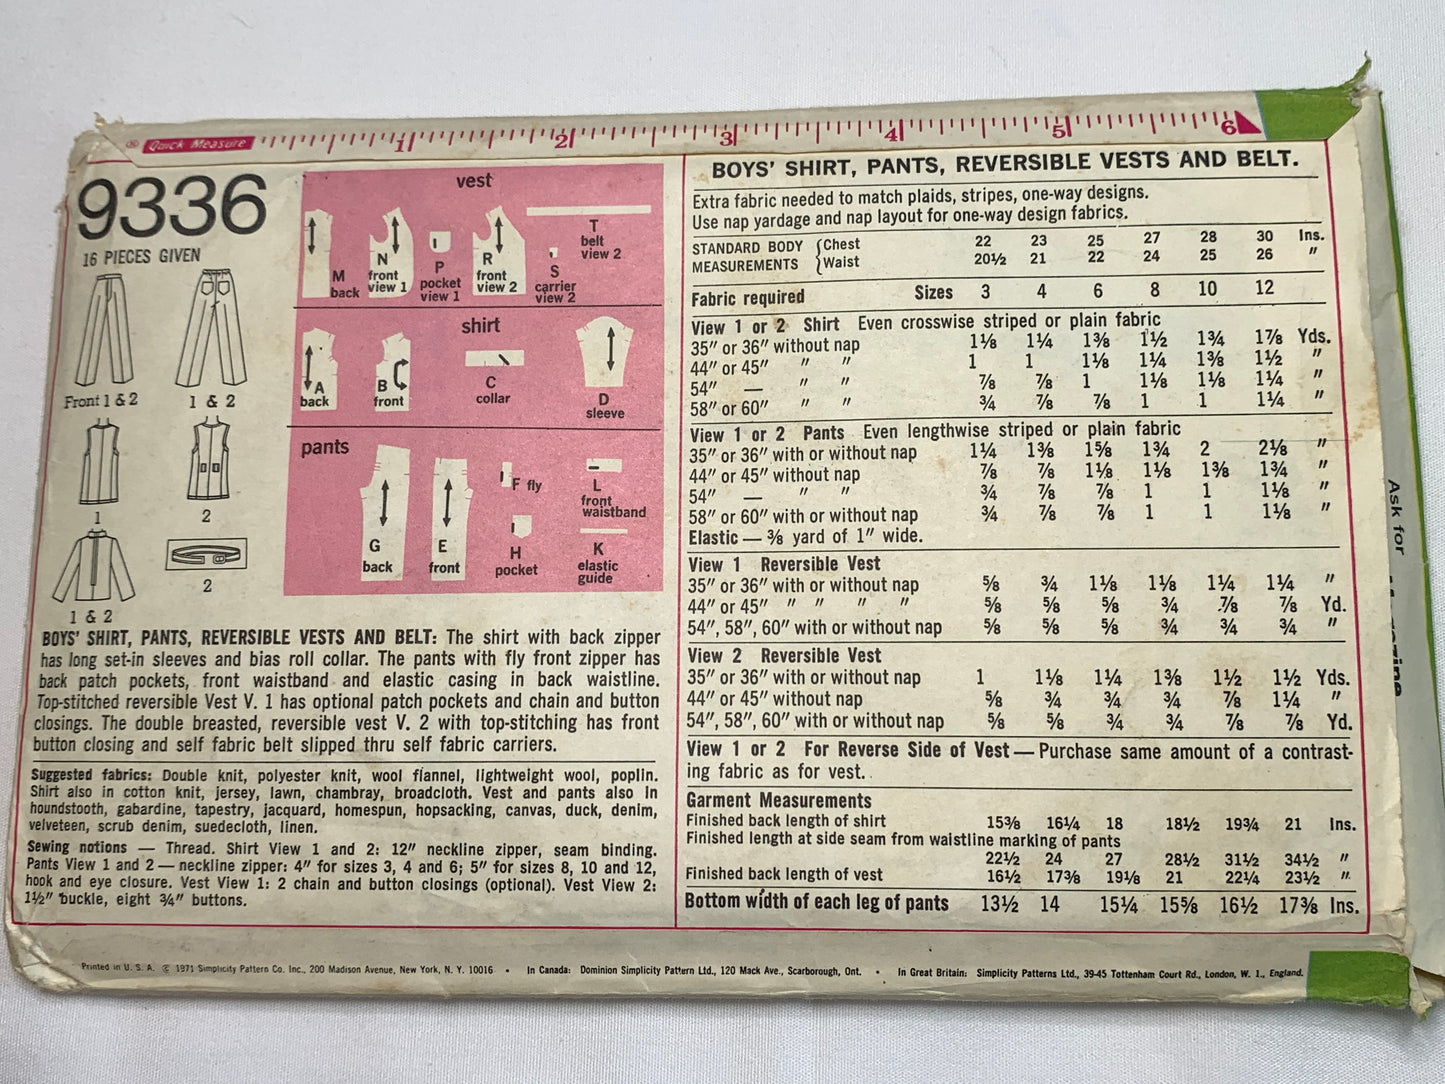 ® Quick Measure 1 2 3 4 5 6
9336
16 PIECES GIVEN
Front 1 & 2
1 & 2
1
2
1 & 2
2
vest
M
back
N
front
view 1
P
pocket
view 1
R
front
view 2
T
belt
view 2
S
carrier
view 2
shirt
A
back
B
front
C
collar
D
sleeve
pants
G
back
E
front
F fly
H
pocket
L
front
waistband
K
elastic
guide
BOYS' SHIRT, PANTS, REVERSIBLE VESTS AND BELT: The shirt with back zipper
has long set-in sleeves and bias roll collar. The pants with fly front zipper has
back patch pockets, front waistband and elastic casing in back waistline.
Top-stitched reversible Vest V. 1 has optional patch pockets and chain and button
closings. The double breasted, reversible vest V. 2 with top-stitching has front
button closing and self fabric belt slipped thru self fabric carriers.
Suggested fabrics: Double knit, polyester knit, wool flannel, lightweight wool, poplin.
Shirt also in cotton knit, jersey, lawn, chambray, broadcloth. Vest and pants also in
houndstooth, gabardine, tapestry, jacquard, homespun, hopsacking, canvas, duck, denim,
velveteen, scrub denim, suedecloth, linen.
Sewing notions — Thread. Shirt View 1 and 2: 12" neckline zipper, seam binding.
Pants View 1 and 2 — neckline zipper: 4" for sizes 3, 4 and 6; 5" for sizes 8, 10 and 12,
hook and eye closure. Vest View 1: 2 chain and button closings (optional). Vest View 2:
1½" buckle, eight ¾" buttons.
BOYS' SHIRT, PANTS, REVERSIBLE VESTS AND BELT.
Extra fabric needed to match plaids, stripes, one-way designs.
Use nap yardage and nap layout for one-way design fabrics.
STANDARD BODY { Chest 22 23 25 27 28 30 Ins.
MEASUREMENTS { Waist 20½ 21 22 24 25 26 "
Fabric required Sizes 3 4 6 8 10 12
View 1 or 2 Shirt Even crosswise striped or plain fabric
35" or 36" without nap 1⅛ 1¼ 1⅜ 1½ 1¾ 1⅞ Yds.
44" or 45" " " 1 1 1⅛ 1¼ 1⅜ 1½ "
54" — " " ⅞ ⅞ 1 1⅛ 1⅛ 1¼ "
58" or 60" " " ¾ ⅞ ⅞ 1 1 1¼ "
View 1 or 2 Pants Even lengthwise striped or plain fabric
35" or 36" with or without nap 1¼ 1⅜ 1⅝ 1¾ 2 2⅛ "
44" or 45" without nap ⅞ ⅞ 1⅛ 1⅛ 1⅜ 1¾ "
54" — " " ¾ ⅞ ⅞ 1 1 1⅛ "
58" or 60" with or without nap ¾ ⅞ ⅞ 1 1 1⅛ "
Elastic — ⅜ yard of 1" wide.
View 1 Reversible Vest
35" or 36" with or without nap ⅝ ¾ 1⅛ 1⅛ 1¼ 1¼ "
44" or 45" " " " " ⅝ ⅝ ⅝ ¾ ⅞ ⅞ Yd.
54", 58", 60" with or without nap ⅝ ⅝ ⅝ ¾ ¾ ¾ "
View 2 Reversible Vest
35" or 36" with or without nap 1 1⅛ 1¼ 1⅜ 1½ 1½ Yds.
44" or 45" without nap ⅝ ¾ ¾ ¾ ⅞ 1¼ "
54", 58", 60" with or without nap ⅝ ⅝ ¾ ¾ ⅞ ⅞ Yd.
View 1 or 2 For Reverse Side of Vest — Purchase same amount of a contrast-
ing fabric as for vest.
Garment Measurements
Finished back length of shirt 15⅜ 16¼ 18 18½ 19¾ 21 Ins.
Finished length at side seam from waistline marking of pants
22½ 24 27 28½ 31½ 34½ "
Finished back length of vest 16½ 17⅜ 19⅛ 21 22¼ 23½ "
Bottom width of each leg of pants 13½ 14 15¼ 15⅝ 16½ 17⅜ Ins.
Printed in U. S. A. © 1971 Simplicity Pattern Co. Inc., 200 Madison Avenue, New York, N. Y. 10016 • In Canada: Dominion Simplicity Pattern Ltd., 120 Mack Ave., Scarborough, Ont. • In Great Britain: Simplicity Patterns Ltd., 39-45 Tottenham Court Rd., London, W. 1., England.
Ask for